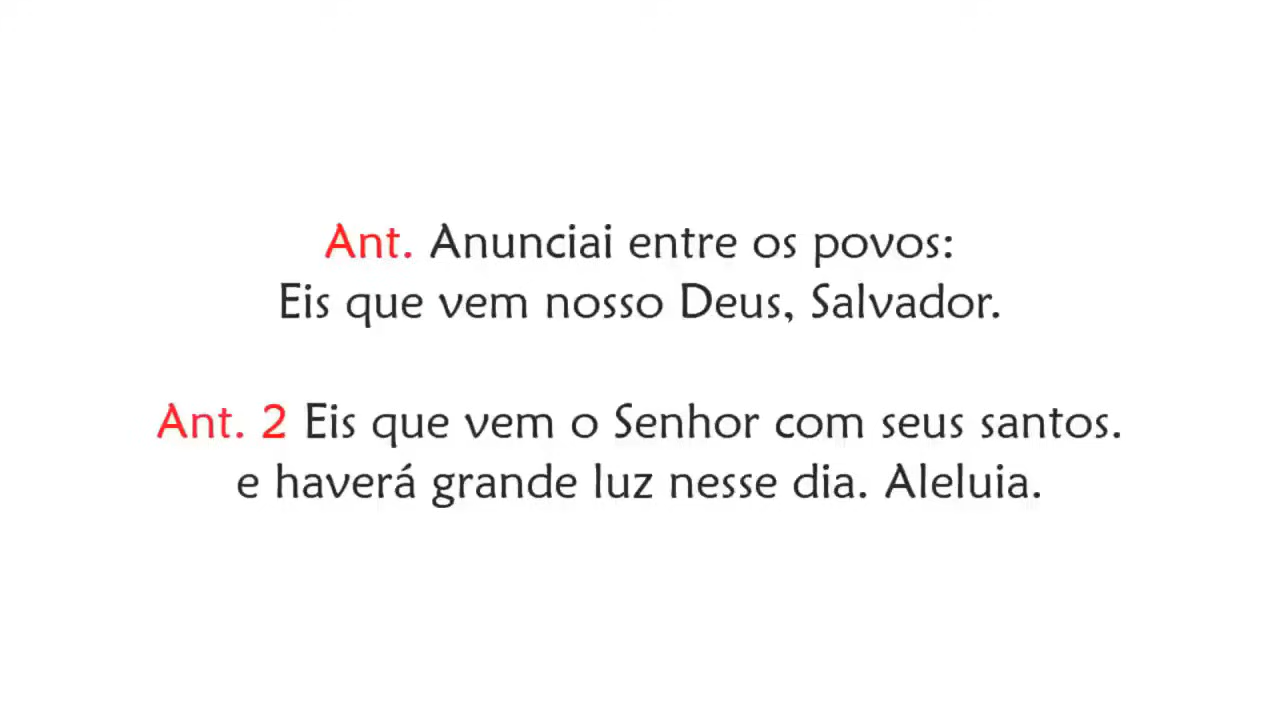 Ant. Anunciai entre os povos:
Eis que vem nosso Deus, Salvador.
Ant. 2 Eis que vem o Senhor com seus santos.
e haverá grande luz nesse dia. Aleluia.